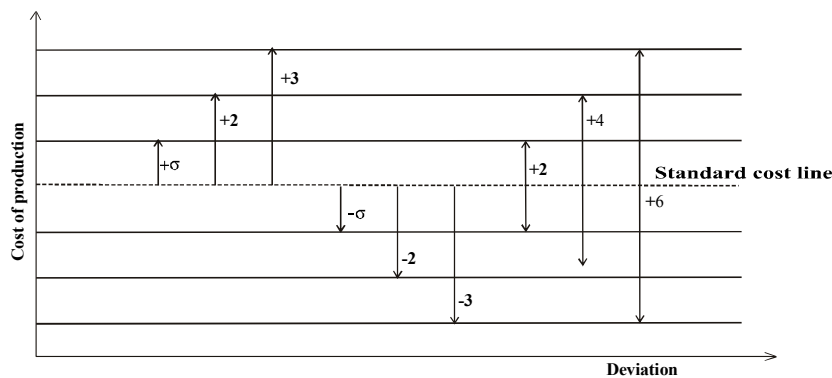 +3
+2
+4
+σ
+2
Standard cost line
+6
-σ
-2
-3
Cost of production
Deviation